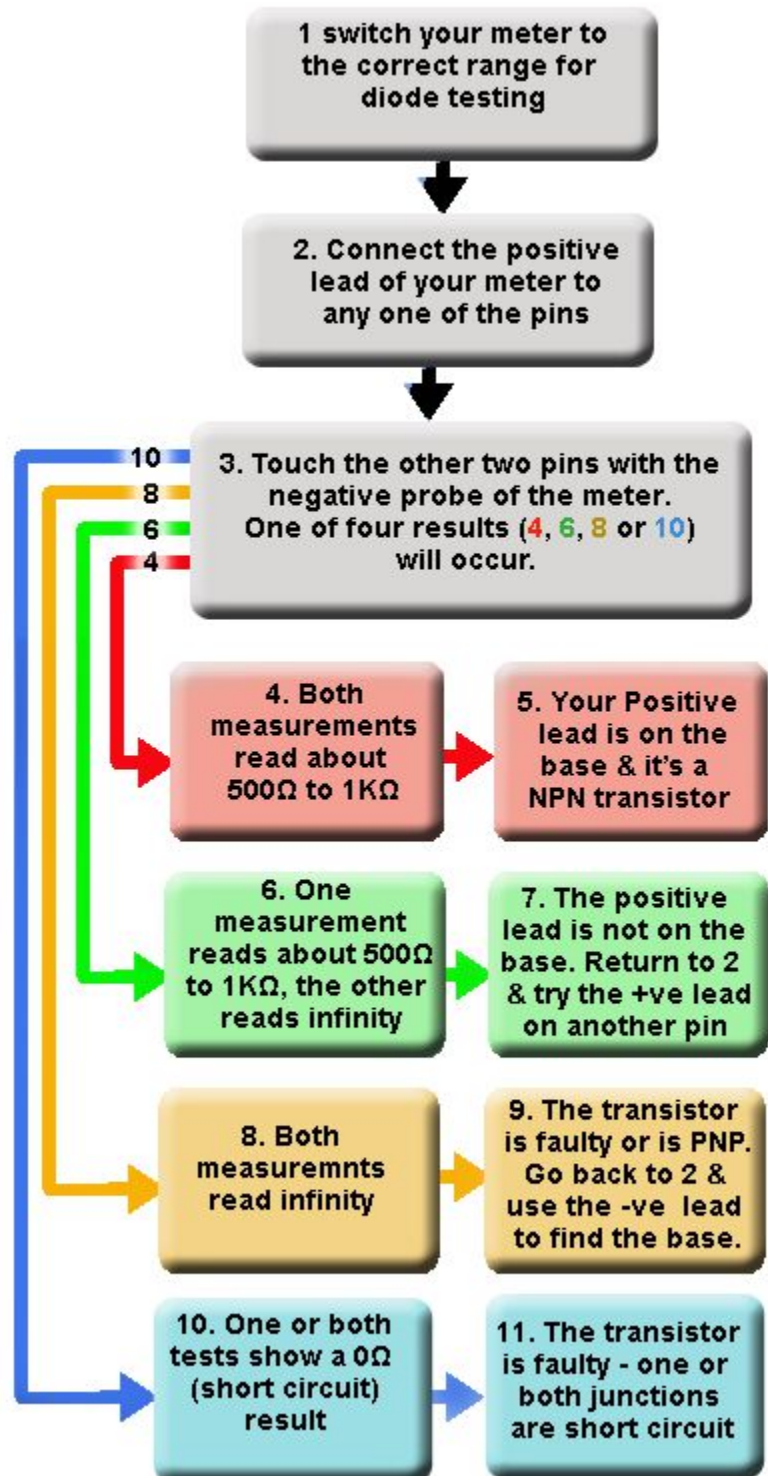 1 switch your meter to
the correct range for
diode testing
2. Connect the positive
lead of your meter to
any one of the pins
10
8
6
4
3. Touch the other two pins with the
negative probe of the meter.
One of four results (4, 6, 8 or 10)
will occur.
4. Both
measurements
read about
500Ω to 1KΩ
5. Your Positive
lead is on the
base & it's a
NPN transistor
6. One
measurement
reads about 500Ω
to 1KΩ, the other
reads infinity
7. The positive
lead is not on the
base. Return to 2
& try the +ve lead
on another pin
8. Both
measuremnts
read infinity
9. The transistor
is faulty or is PNP.
Go back to 2 &
use the -ve lead
to find the base.
10. One or both
tests show a 0Ω
(short circuit)
result
11. The transistor
is faulty - one or
both junctions
are short circuit